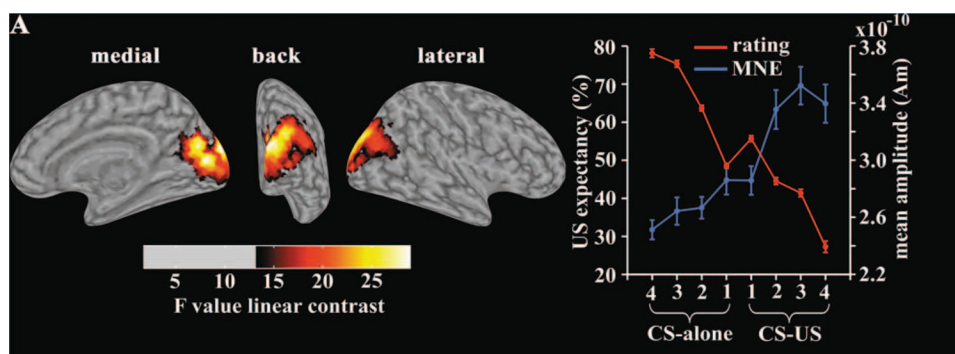 A
medial back lateral
5 10 15 20 25
F value linear contrast
x10-10
rating
MNE
US expectancy (%)
80
70
60
50
40
30
20
mean amplitude (Am)
3.8
3.4
3.0
2.6
2.2
4 3 2 1 1 2 3 4
CS-alone CS-US